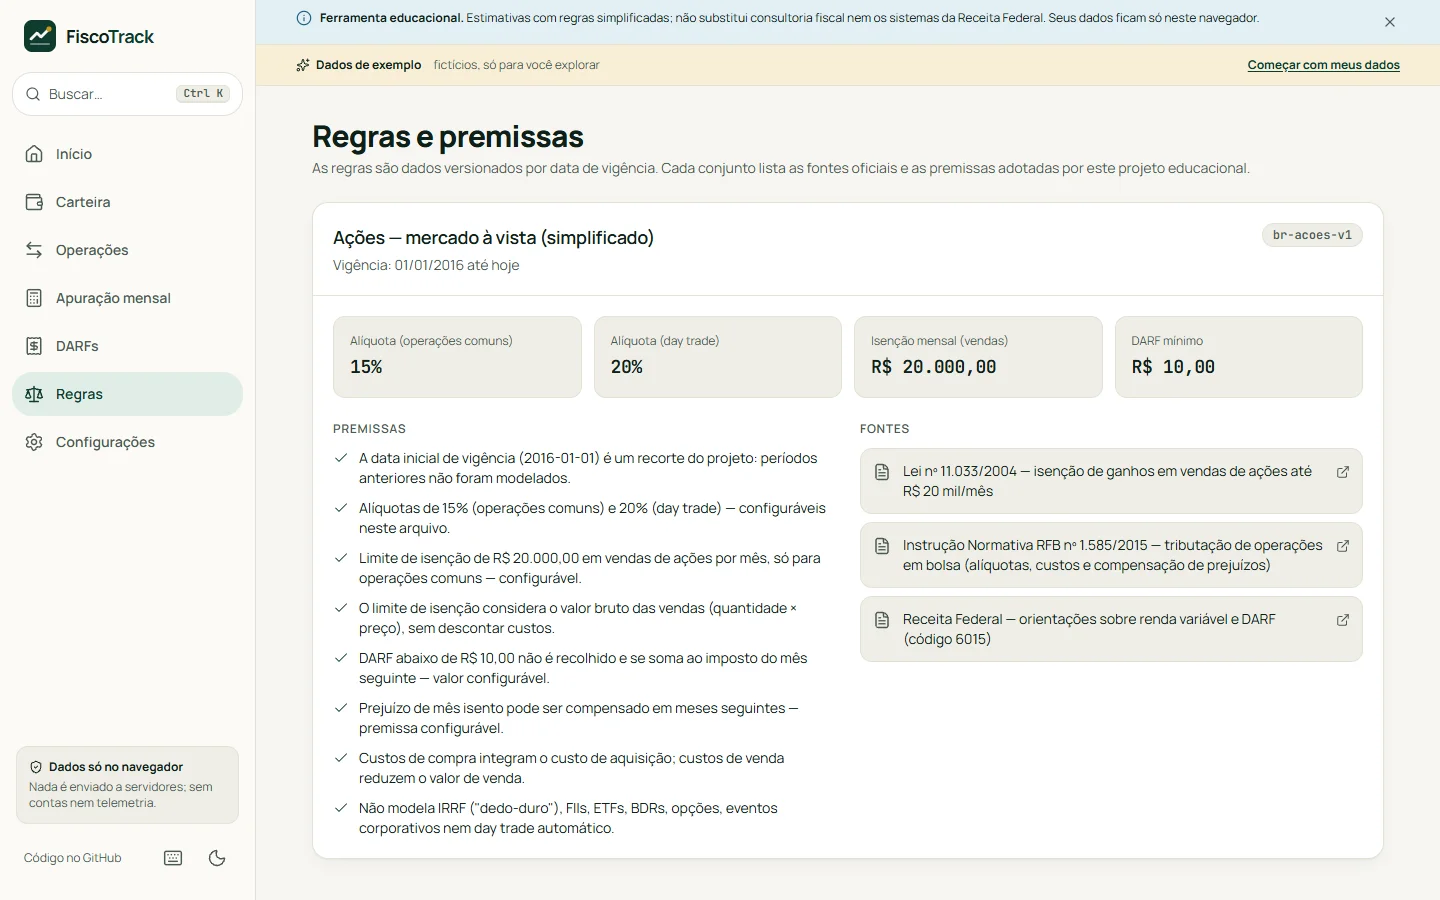 FiscoTrack
Buscar...
Ctrl K
Início
Carteira
Operações
Apuração mensal
DARFs
Regras
Configurações
Dados só no navegador
Nada é enviado a servidores; sem
contas nem telemetria.
Código no GitHub
Ferramenta educacional. Estimativas com regras simplificadas; não substitui consultoria fiscal nem os sistemas da Receita Federal. Seus dados ficam só neste navegador.
Dados de exemplo fictícios, só para você explorar
Começar com meus dados
Regras e premissas
As regras são dados versionados por data de vigência. Cada conjunto lista as fontes oficiais e as premissas adotadas por este projeto educacional.
Ações — mercado à vista (simplificado)
br-acoes-v1
Vigência: 01/01/2016 até hoje
Alíquota (operações comuns)
15%
Alíquota (day trade)
20%
Isenção mensal (vendas)
R$ 20.000,00
DARF mínimo
R$ 10,00
PREMISSAS
A data inicial de vigência (2016-01-01) é um recorte do projeto: períodos
anteriores não foram modelados.
Alíquotas de 15% (operações comuns) e 20% (day trade) — configuráveis
neste arquivo.
Limite de isenção de R$ 20.000,00 em vendas de ações por mês, só para
operações comuns — configurável.
O limite de isenção considera o valor bruto das vendas (quantidade ×
preço), sem descontar custos.
DARF abaixo de R$ 10,00 não é recolhido e se soma ao imposto do mês
seguinte — valor configurável.
Prejuízo de mês isento pode ser compensado em meses seguintes —
premissa configurável.
Custos de compra integram o custo de aquisição; custos de venda
reduzem o valor de venda.
Não modela IRRF ("dedo-duro"), FIIs, ETFs, BDRs, opções, eventos
corporativos nem day trade automático.
FONTES
Lei nº 11.033/2004 — isenção de ganhos em vendas de ações até
R$ 20 mil/mês
Instrução Normativa RFB nº 1.585/2015 — tributação de operações
em bolsa (alíquotas, custos e compensação de prejuízos)
Receita Federal — orientações sobre renda variável e DARF
(código 6015)